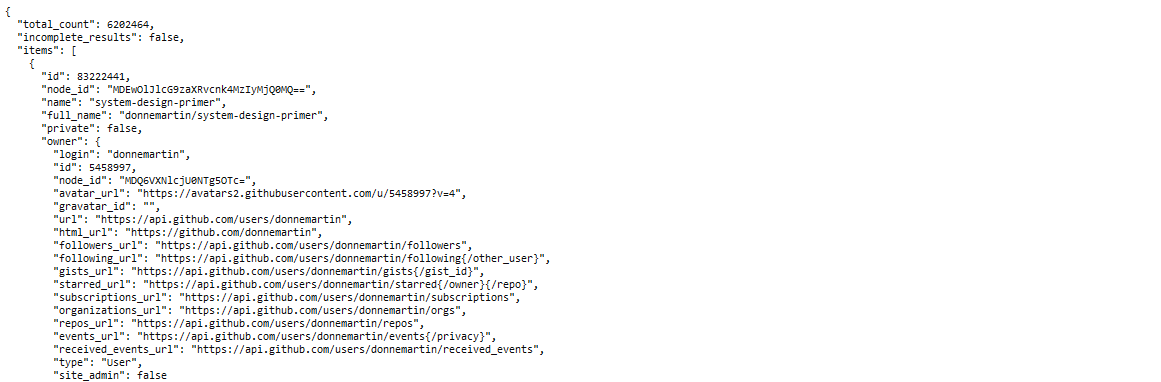 {
  "total_count": 6202464,
  "incomplete_results": false,
  "items": [
    {
      "id": 83222441,
      "node_id": "MDEwOlJlcG9zaXRvcnk4MzIyMjQ0MQ==",
      "name": "system-design-primer",
      "full_name": "donnemartin/system-design-primer",
      "private": false,
      "owner": {
        "login": "donnemartin",
        "id": 5458997,
        "node_id": "MDQ6VXNlcjU0NTg5OTc=",
        "avatar_url": "https://avatars2.githubusercontent.com/u/5458997?v=4",
        "gravatar_id": "",
        "url": "https://api.github.com/users/donnemartin",
        "html_url": "https://github.com/donnemartin",
        "followers_url": "https://api.github.com/users/donnemartin/followers",
        "following_url": "https://api.github.com/users/donnemartin/following{/other_user}",
        "gists_url": "https://api.github.com/users/donnemartin/gists{/gist_id}",
        "starred_url": "https://api.github.com/users/donnemartin/starred{/owner}{/repo}",
        "subscriptions_url": "https://api.github.com/users/donnemartin/subscriptions",
        "organizations_url": "https://api.github.com/users/donnemartin/orgs",
        "repos_url": "https://api.github.com/users/donnemartin/repos",
        "events_url": "https://api.github.com/users/donnemartin/events{/privacy}",
        "received_events_url": "https://api.github.com/users/donnemartin/received_events",
        "type": "User",
        "site_admin": false